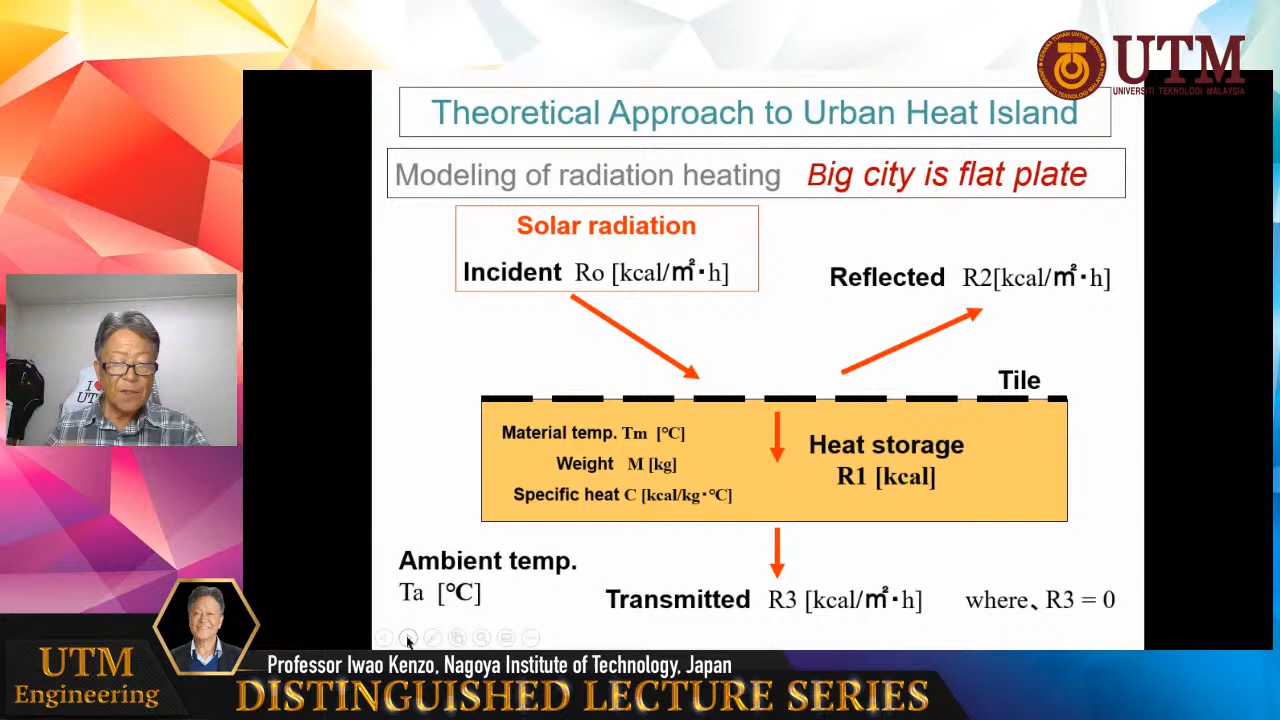 UTM
UNIVERSITI TEKNOLOGI MALAYSIA
Theoretical Approach to Urban Heat Island
Modeling of radiation heating Big city is flat plate
Solar radiation
Incident Ro [kcal/㎡・h]
Reflected R2[kcal/㎡・h]
Tile
Material temp. Tm [℃]
Weight M [kg]
Specific heat C [kcal/kg・℃]
Heat storage
R1 [kcal]
Ambient temp.
Ta [℃]
Transmitted R3 [kcal/㎡・h] where、R3 = 0
UTM
Engineering
Professor Iwao Kenzo, Nagoya Institute of Technology, Japan
DISTINGUISHED LECTURE SERIES